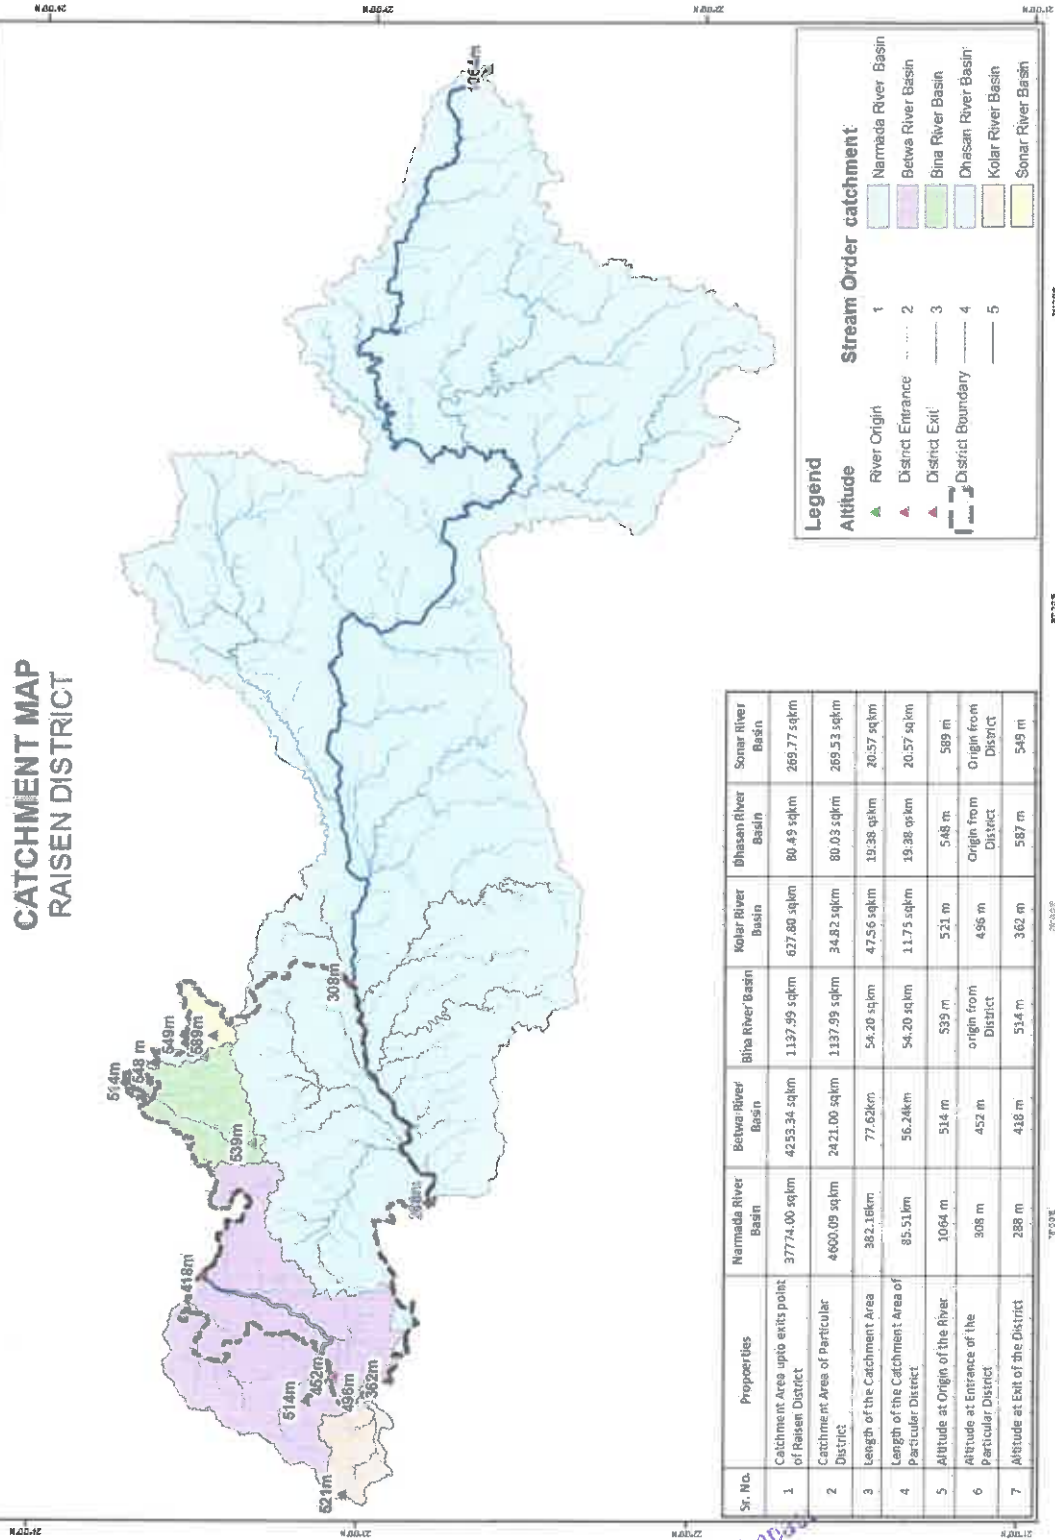 CATCHMENT MAP
RAISEN DISTRICT
514m
548 m
549m
589m
539m
308m
418m
514m
452m
496m
362m
521m
Legend
Altitude
River Origin
District Entrance
District Exit
District Boundary
Stream Order
1
2
3
4
5
catchment
Narmada River Basin
Betwa River Basin
Bina River Basin
Dhasan River Basin
Kolar River Basin
Sonar River Basin
Sr. No. Propoerties Narmada River Basin Betwa River Basin Bina River Basin Kolar River Basin Dhasan River Basin Sonar River Basin
1 Catchment Area upto exits point of Raisen District 37774.00 sqkm 4253.34 sqkm 1137.99 sqkm 627.80 sqkm 80.49 sqkm 269.77 sqkm
2 Catchment Area of Particular District 4600.09 sqkm 2421.00 sqkm 1137.99 sqkm 34.82 sqkm 80.03 sqkm 269.53 sqkm
3 Length of the Catchment Area 382.16km 77.62km 54.20 sqkm 47.56 sqkm 19.38 qskm 20.57 sqkm
4 Length of the Catchment Area of Particular District 85.51km 56.24km 54.20 sqkm 11.75 sqkm 19.38 qskm 20.57 sqkm
5 Altitude at Origin of the River 1064 m 514 m 539 m 521 m 548 m 589 m
6 Altitude at Entrance of the Particular District 308 m 452 m origin from District 496 m Origin from District Origin from District
7 Altitude at Exit of the District 288 m 418 m 514 m 362 m 587 m 549 m